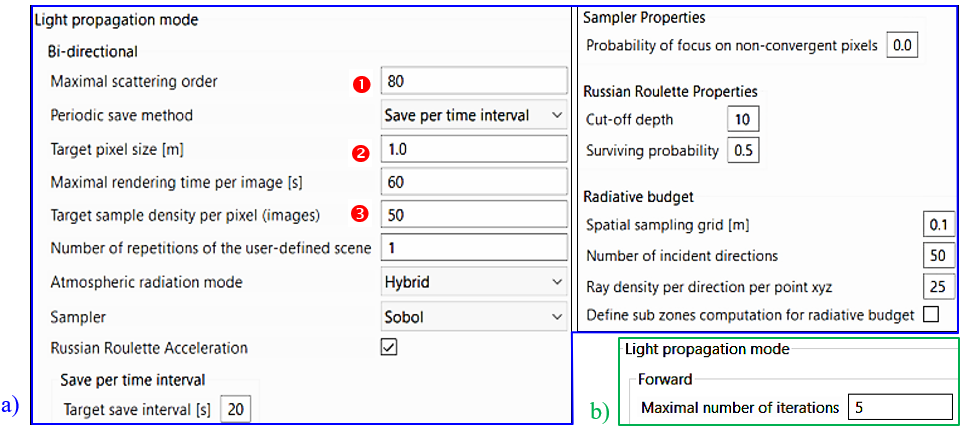 Light propagation mode
Bi-directional
Maximal scattering order ❶ 80
Periodic save method Save per time interval
Target pixel size [m] ❷ 1.0
Maximal rendering time per image [s] 60
Target sample density per pixel (images) ❸ 50
Number of repetitions of the user-defined scene 1
Atmospheric radiation mode Hybrid
Sampler Sobol
Russian Roulette Acceleration
Save per time interval
Target save interval [s] 20
a)
Sampler Properties
Probability of focus on non-convergent pixels 0.0
Russian Roulette Properties
Cut-off depth 10
Surviving probability 0.5
Radiative budget
Spatial sampling grid [m] 0.1
Number of incident directions 50
Ray density per direction per point xyz 25
Define sub zones computation for radiative budget
b)
Light propagation mode
Forward
Maximal number of iterations 5